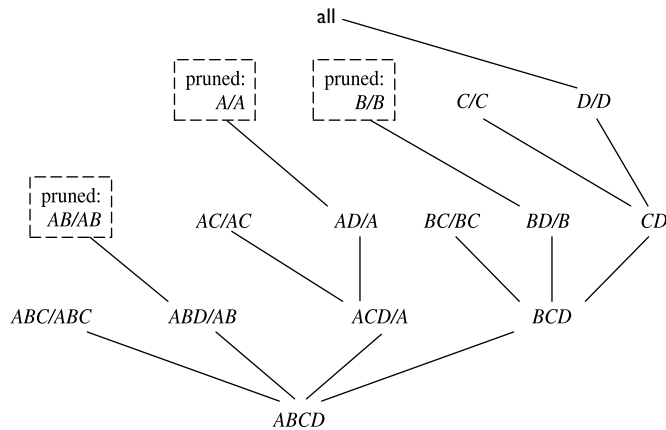 all
pruned:
A/A
pruned:
B/B
C/C
D/D
pruned:
AB/AB
AC/AC
AD/A
BC/BC
BD/B
CD
ABC/ABC
ABD/AB
ACD/A
BCD
ABCD